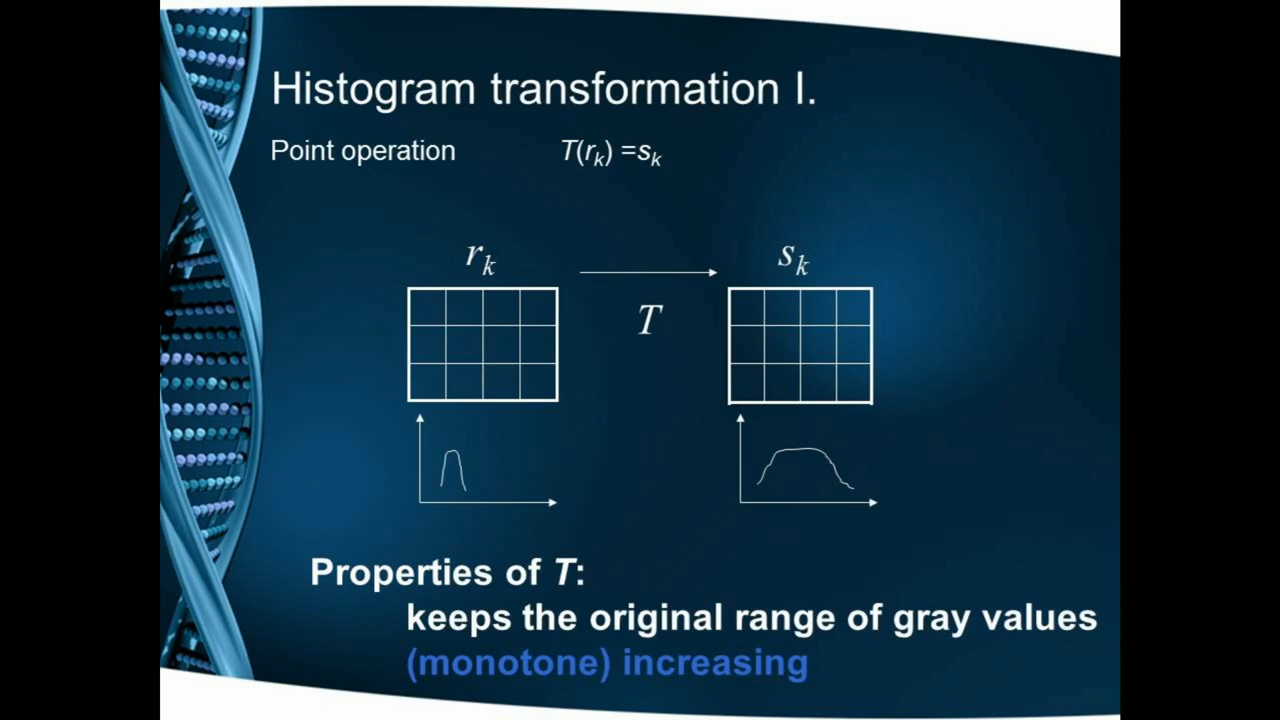 Histogram transformation I.
Point operation T(rₖ) =sₖ
rₖ sₖ
T
Properties of T:
keeps the original range of gray values
(monotone) increasing